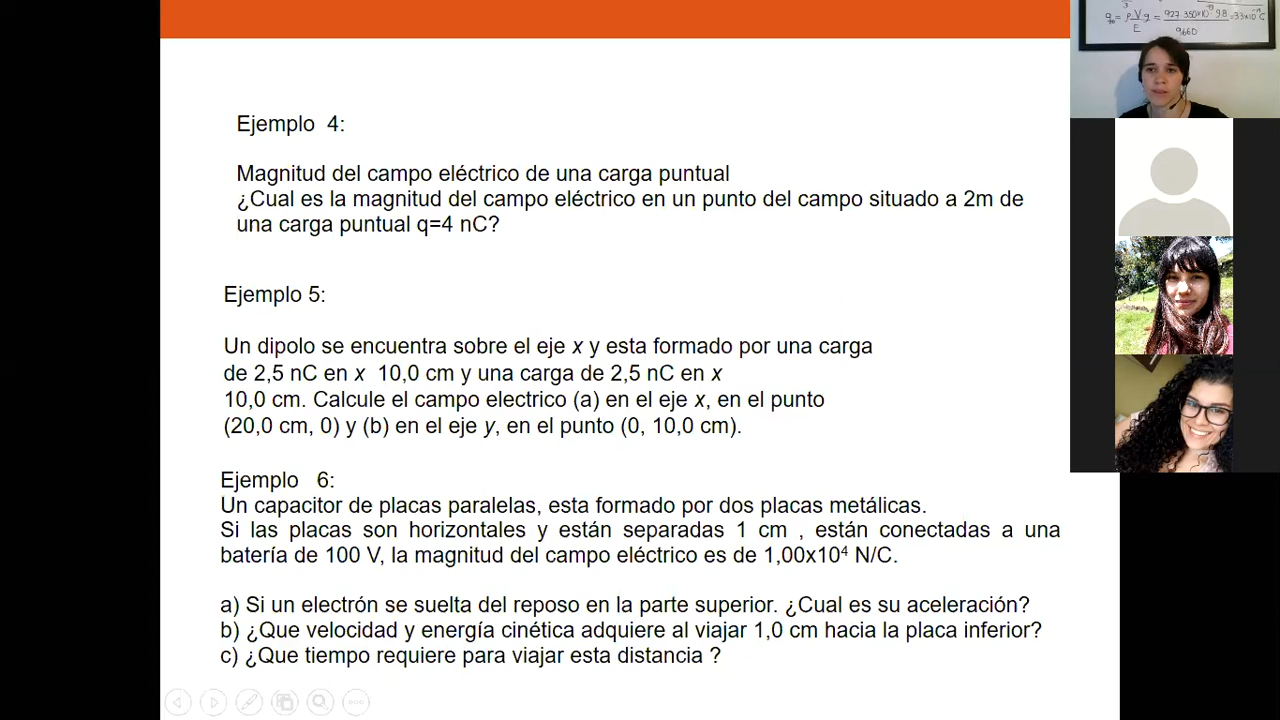 Ejemplo 4:
Magnitud del campo eléctrico de una carga puntual
¿Cual es la magnitud del campo eléctrico en un punto del campo situado a 2m de
una carga puntual q=4 nC?
Ejemplo 5:
Un dipolo se encuentra sobre el eje x y esta formado por una carga
de 2,5 nC en x 10,0 cm y una carga de 2,5 nC en x
10,0 cm. Calcule el campo electrico (a) en el eje x, en el punto
(20,0 cm, 0) y (b) en el eje y, en el punto (0, 10,0 cm).
Ejemplo 6:
Un capacitor de placas paralelas, esta formado por dos placas metálicas.
Si las placas son horizontales y están separadas 1 cm , están conectadas a una
batería de 100 V, la magnitud del campo eléctrico es de 1,00x10⁴ N/C.
a) Si un electrón se suelta del reposo en la parte superior. ¿Cual es su aceleración?
b) ¿Que velocidad y energía cinética adquiere al viajar 1,0 cm hacia la placa inferior?
c) ¿Que tiempo requiere para viajar esta distancia ?